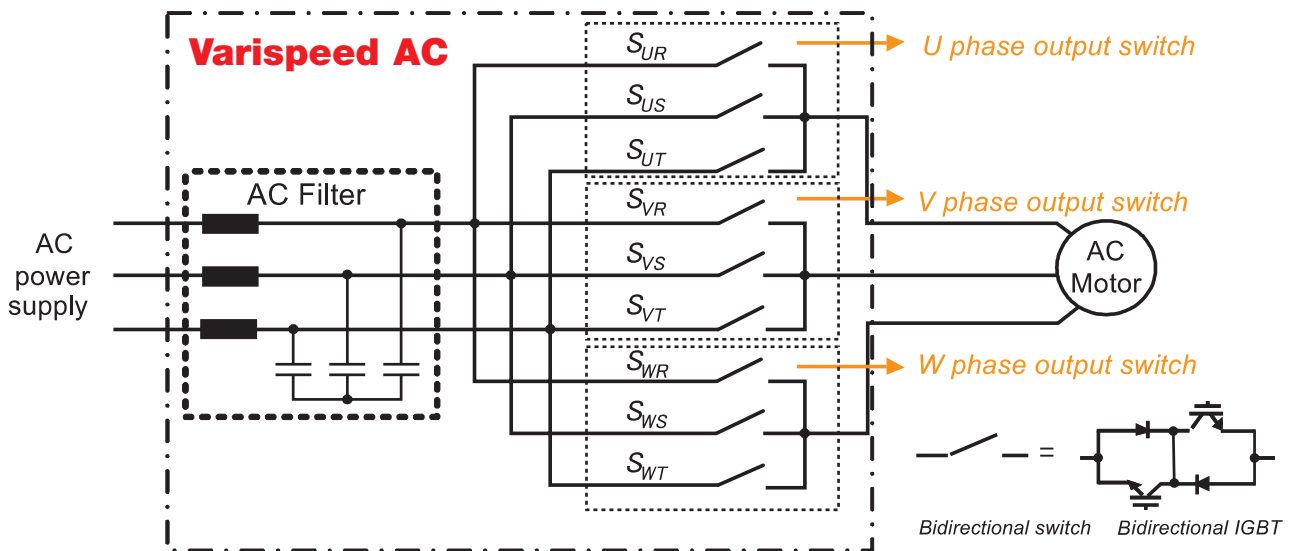 Varispeed AC
S_UR
U phase output switch
S_US
S_UT
AC Filter
S_VR
V phase output switch
AC
power
supply
S_VS
AC
Motor
S_VT
S_WR
W phase output switch
S_WS
=
S_WT
Bidirectional switch
Bidirectional IGBT